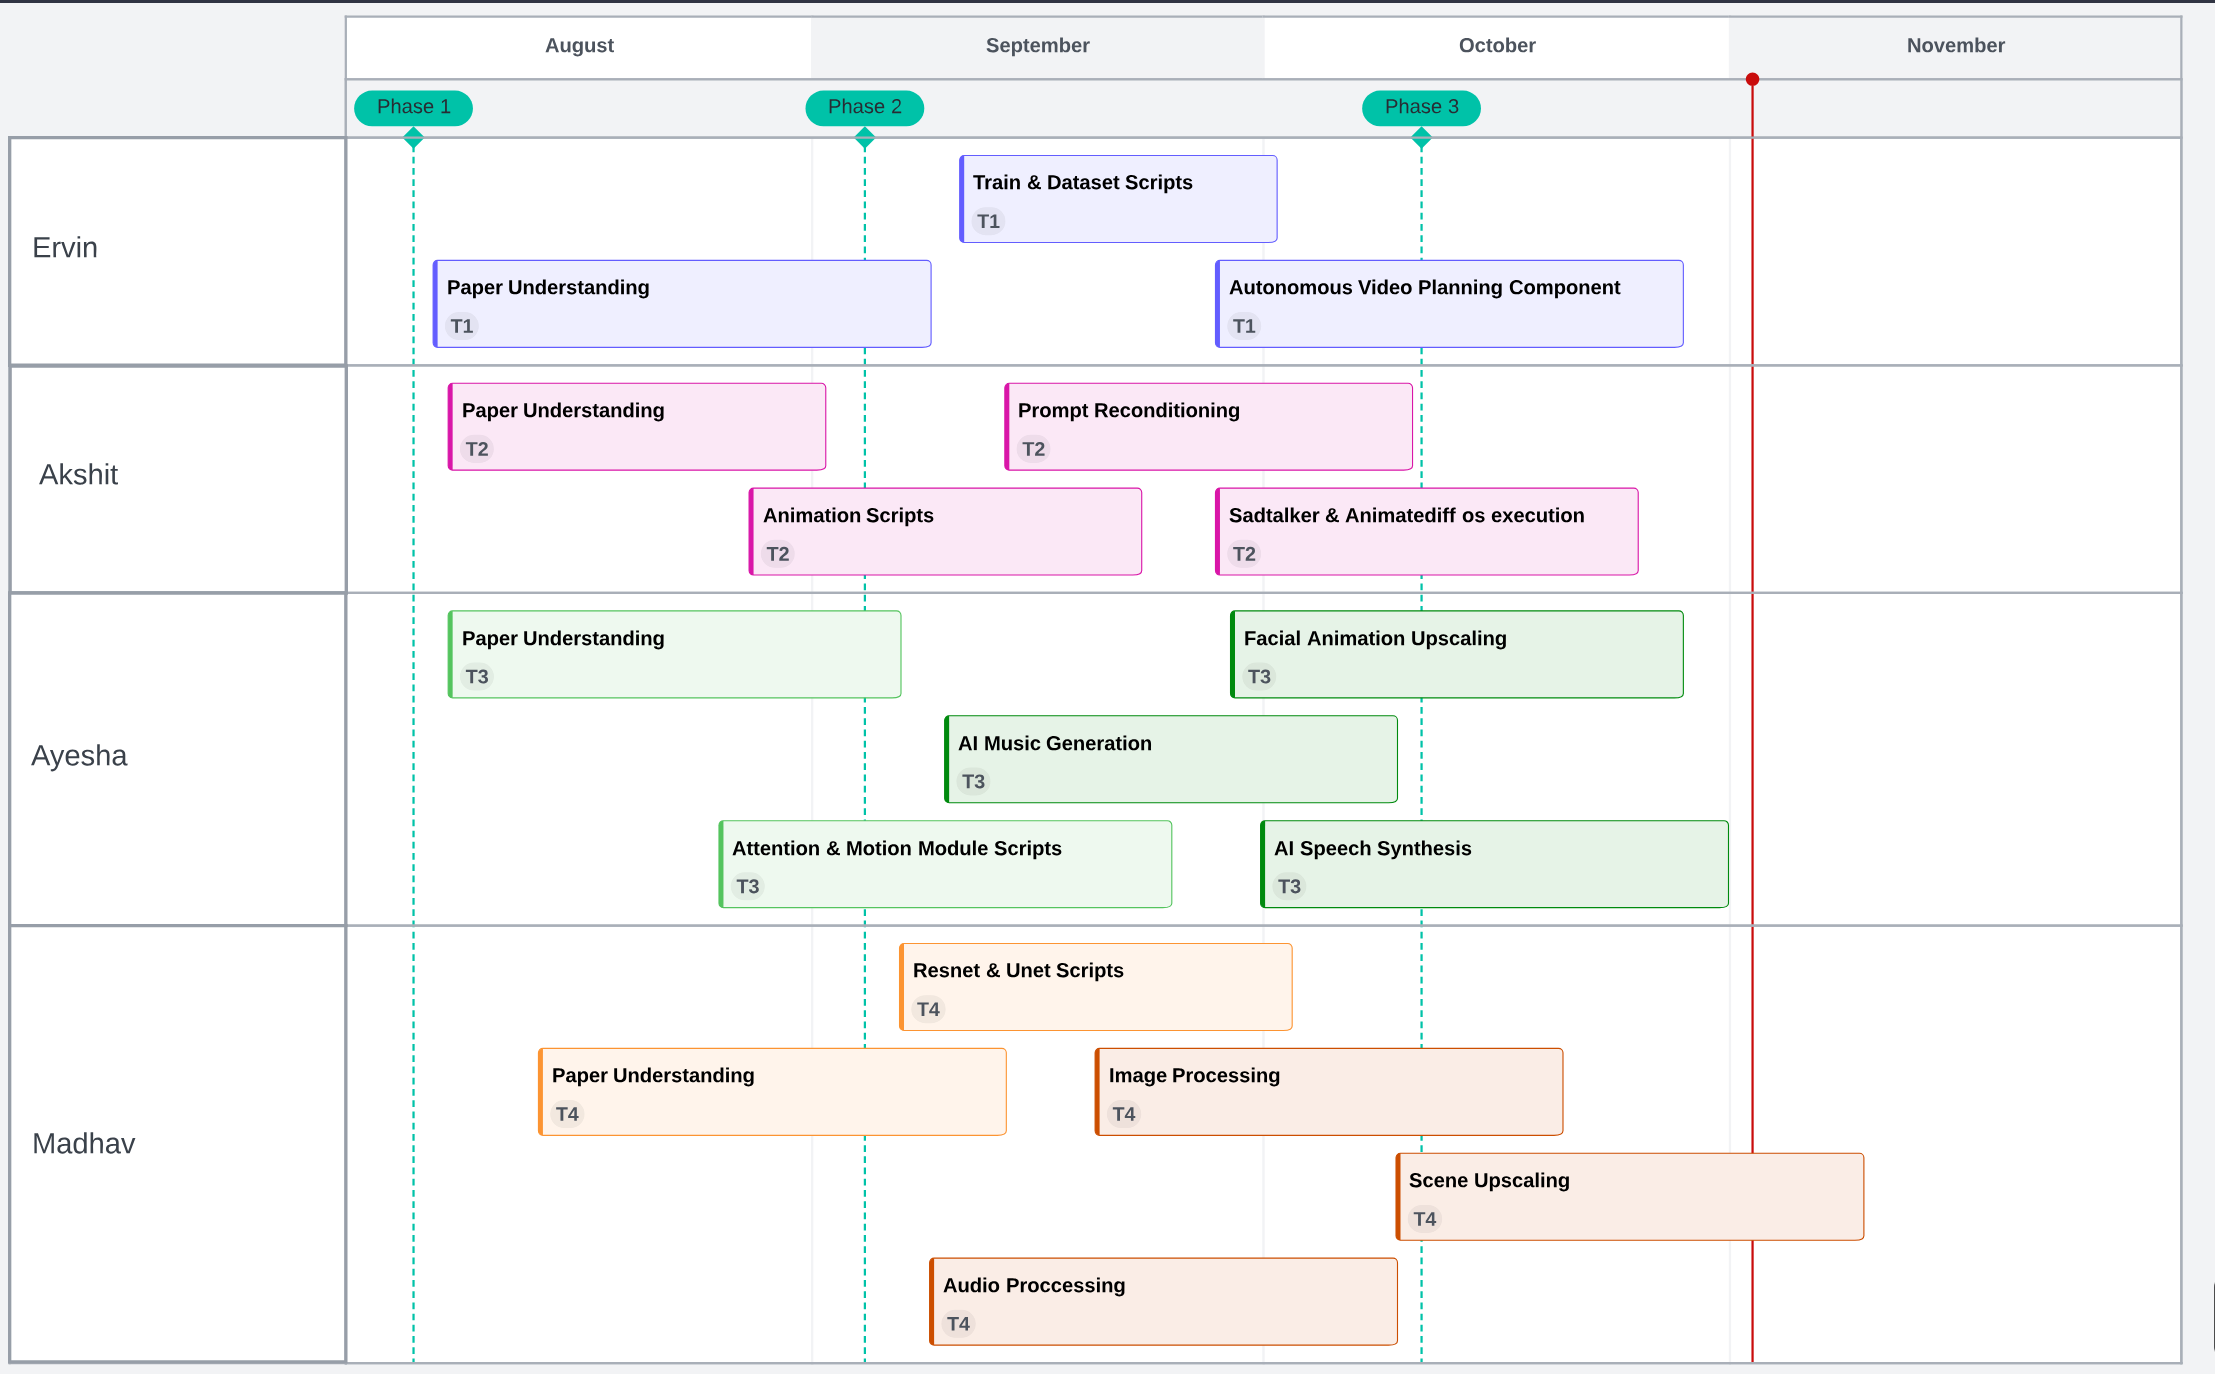 August
September
October
November
Phase 1
Phase 2
Phase 3
Ervin
Train & Dataset Scripts
T1
Paper Understanding
T1
Autonomous Video Planning Component
T1
Akshit
Paper Understanding
T2
Prompt Reconditioning
T2
Animation Scripts
T2
Sadtalker & Animatediff os execution
T2
Ayesha
Paper Understanding
T3
Facial Animation Upscaling
T3
AI Music Generation
T3
Attention & Motion Module Scripts
T3
AI Speech Synthesis
T3
Madhav
Resnet & Unet Scripts
T4
Paper Understanding
T4
Image Processing
T4
Scene Upscaling
T4
Audio Proccessing
T4